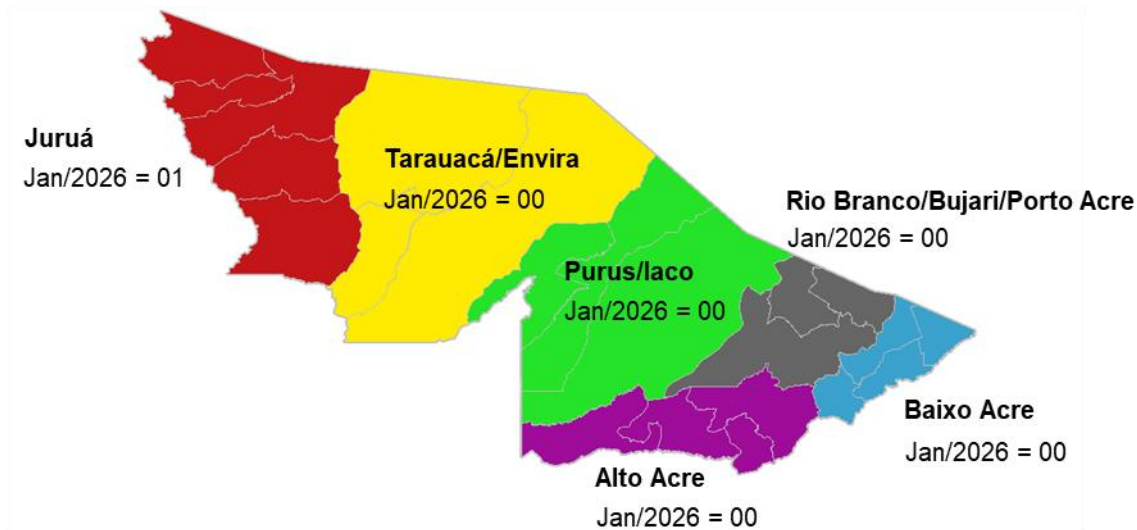 Juruá
Jan/2026 = 01
Tarauacá/Envira
Jan/2026 = 00
Rio Branco/Bujari/Porto Acre
Jan/2026 = 00
Purus/Iaco
Jan/2026 = 00
Baixo Acre
Jan/2026 = 00
Alto Acre
Jan/2026 = 00